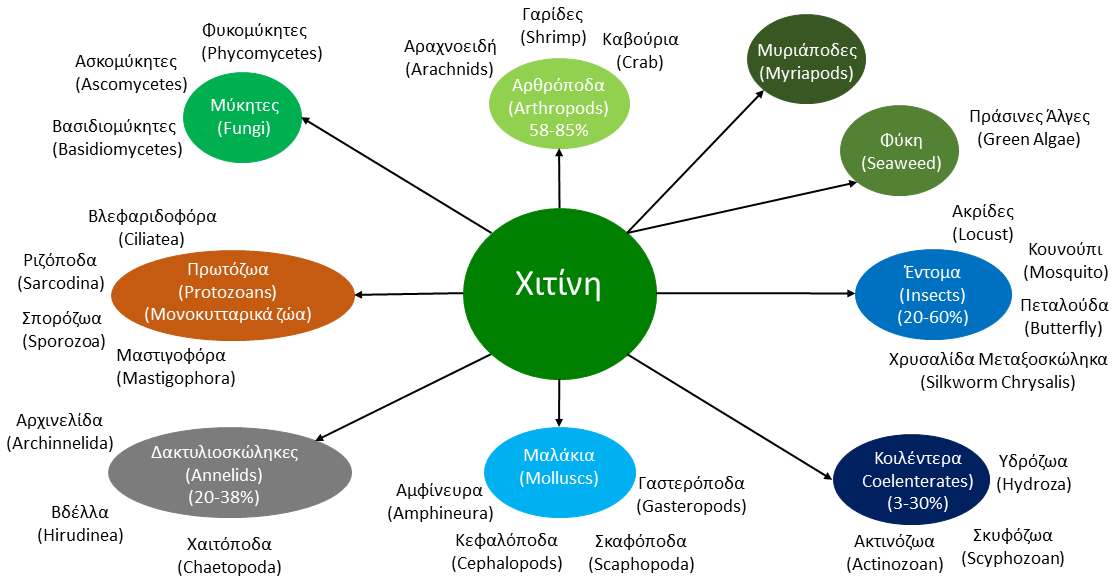 Φυκομύκητες
(Phycomycetes)
Ασκομύκητες
(Ascomycetes)
Μύκητες
(Fungi)
Βασιδιομύκητες
(Basidiomycetes)
Γαρίδες
(Shrimp)
Αραχνοειδή
(Arachnids)
Καβούρια
(Crab)
Αρθρόποδα
(Arthropods)
58-85%
Μυριάποδες
(Myriapods)
Πράσινες Άλγες
(Green Algae)
Φύκη
(Seaweed)
Χιτίνη
Βλεφαριδοφόρα
(Ciliatea)
Ριζόποδα
(Sarcodina)
Πρωτόζωα
(Protozoans)
(Μονοκυτταρικά ζώα)
Σπορόζωα
(Sporozoa)
Μαστιγοφόρα
(Mastigophora)
Ακρίδες
(Locust)
Κουνούπι
(Mosquito)
Έντομα
(Insects)
(20-60%)
Πεταλούδα
(Butterfly)
Χρυσαλίδα Μεταξοσκώληκα
(Silkworm Chrysalis)
Αρχινελίδα
(Archinnelida)
Δακτυλιοσκώληκες
(Annelids)
(20-38%)
Βδέλλα
(Hirudinea)
Χαιτόποδα
(Chaetopoda)
Μαλάκια
(Molluscs)
Αμφίνευρα
(Amphineura)
Γαστερόποδα
(Gasteropods)
Κεφαλόποδα
(Cephalopods)
Σκαφόποδα
(Scaphopoda)
Κοιλέντερα
Coelenterates)
(3-30%)
Υδρόζωα
(Hydroza)
Ακτινόζωα
(Actinozoan)
Σκυφόζωα
(Scyphozoan)